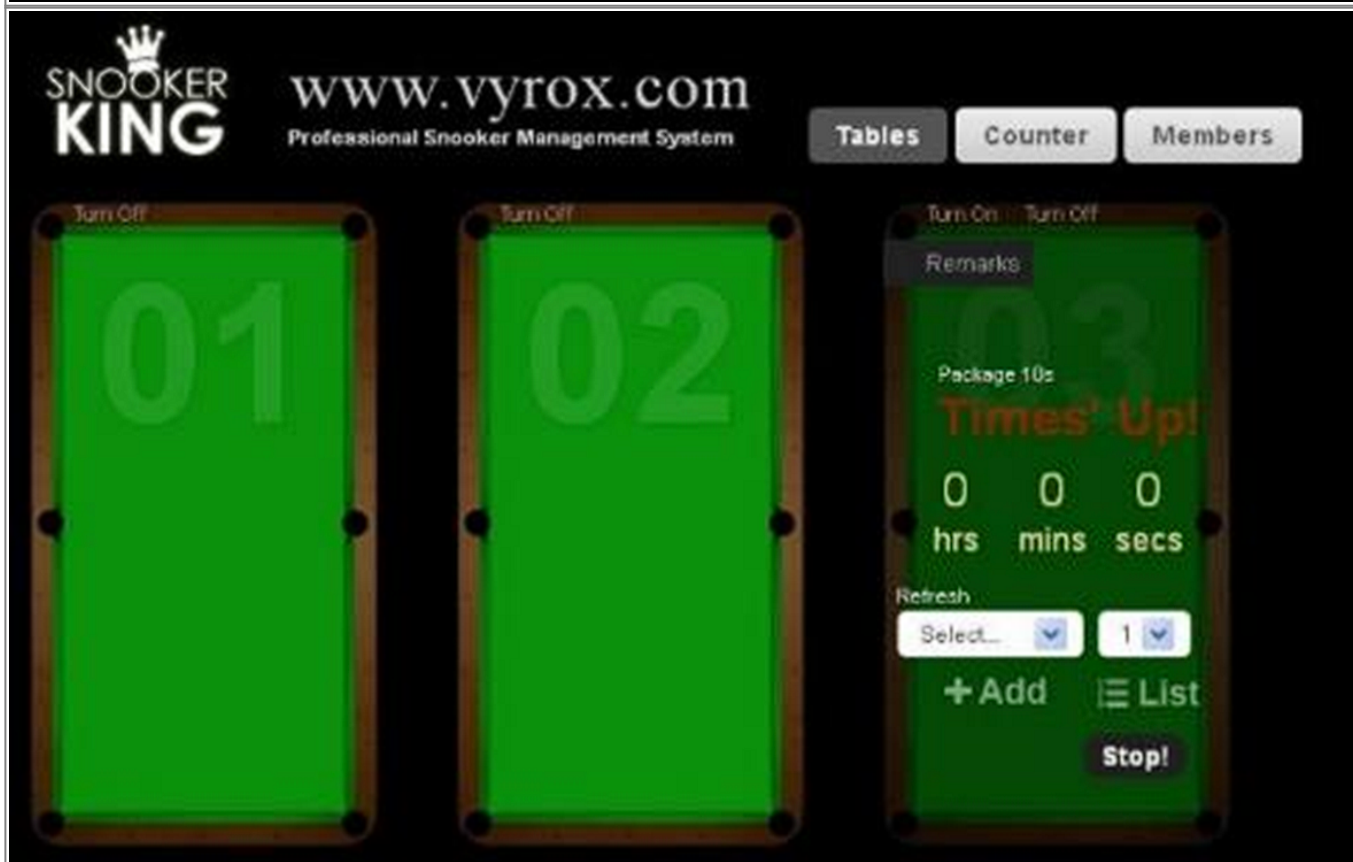 SNOOKER
KING
www.vyrox.com
Professional Snooker Management System
Tables
Counter
Members
Turn Off
01
Turn Off
02
Turn On Turn Off
Remarks
03
Package 10s
Times' Up!
0 0 0
hrs mins secs
Refresh
Select... 1
+Add List
Stop!